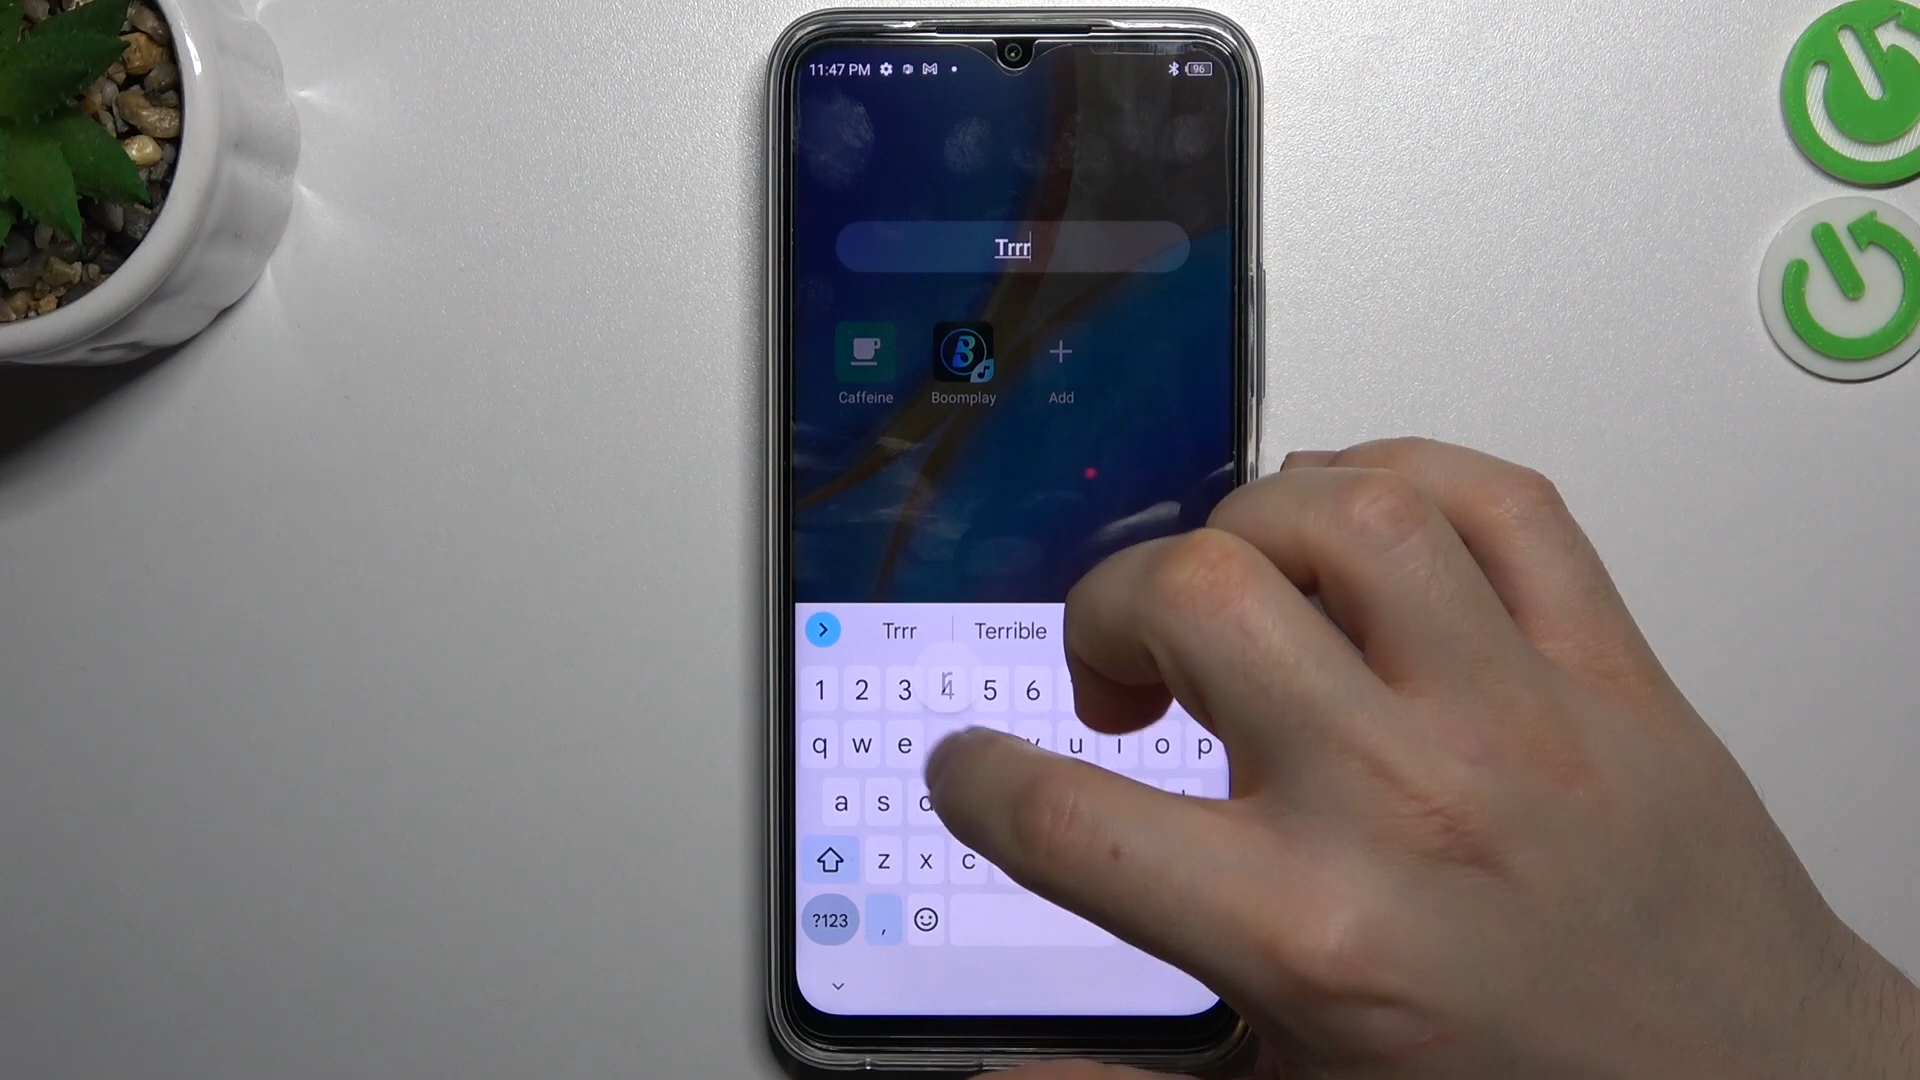 11:47 PM 96
Trrr
Caffeine Boomplay Add
Trrr Terrible
1 2 3 4 5 6
r
q w e u i o p
a s d
z x c
?123 ,